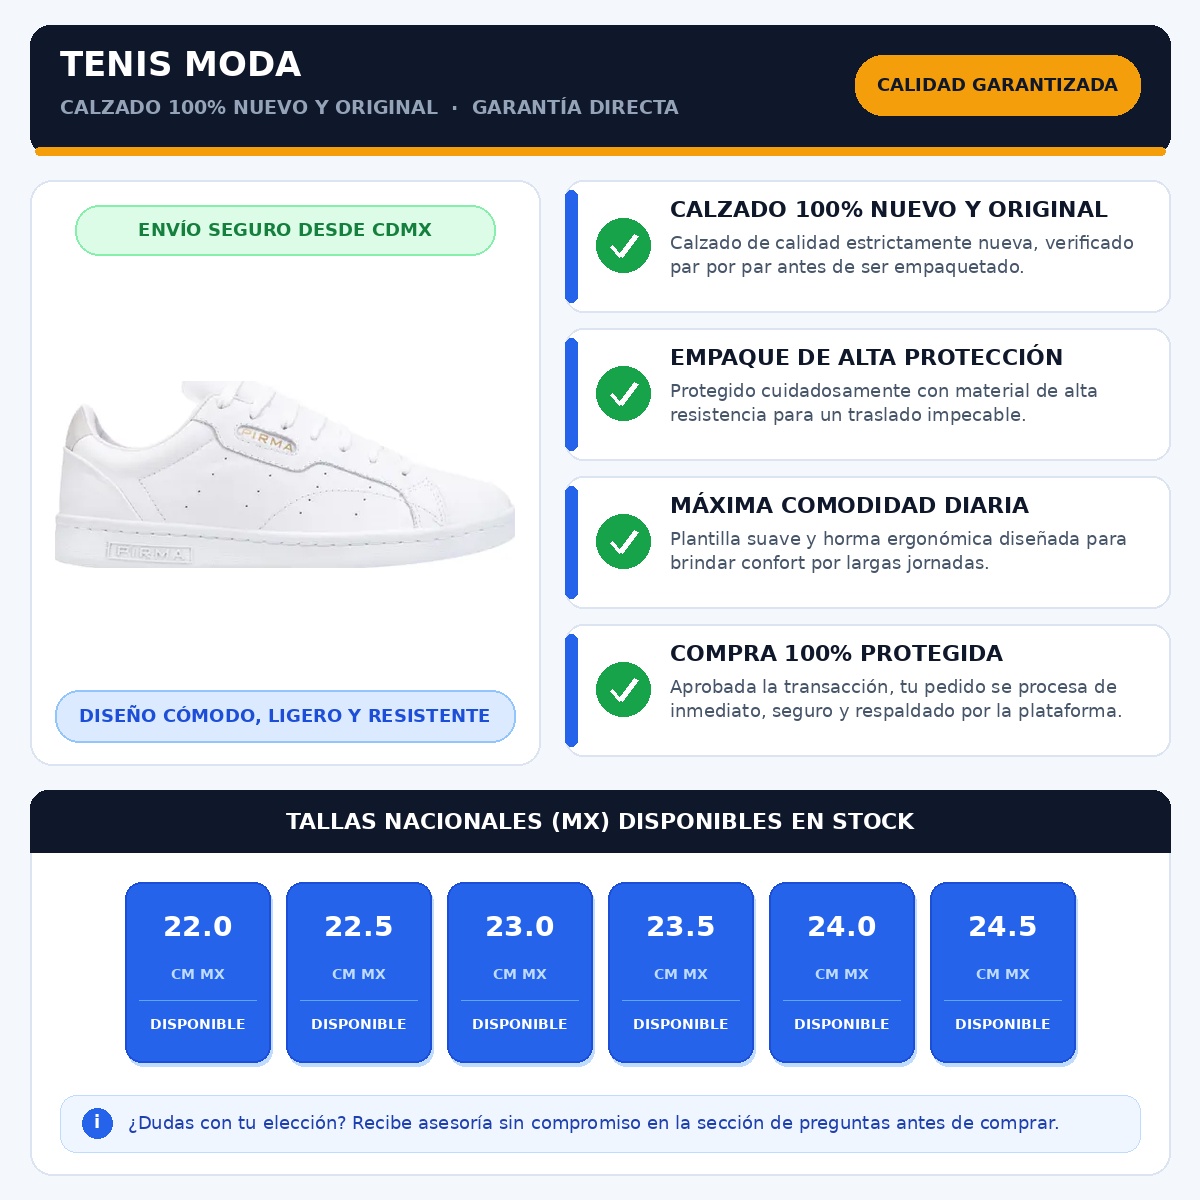 TENIS MODA
CALZADO 100% NUEVO Y ORIGINAL · GARANTÍA DIRECTA
CALIDAD GARANTIZADA
ENVÍO SEGURO DESDE CDMX
FIRMA
FIRMA
DISEÑO CÓMODO, LIGERO Y RESISTENTE
CALZADO 100% NUEVO Y ORIGINAL
Calzado de calidad estrictamente nueva, verificado
par por par antes de ser empaquetado.
EMPAQUE DE ALTA PROTECCIÓN
Protegido cuidadosamente con material de alta
resistencia para un traslado impecable.
MÁXIMA COMODIDAD DIARIA
Plantilla suave y horma ergonómica diseñada para
brindar confort por largas jornadas.
COMPRA 100% PROTEGIDA
Aprobada la transacción, tu pedido se procesa de
inmediato, seguro y respaldado por la plataforma.
TALLAS NACIONALES (MX) DISPONIBLES EN STOCK
22.0
CM MX
DISPONIBLE
22.5
CM MX
DISPONIBLE
23.0
CM MX
DISPONIBLE
23.5
CM MX
DISPONIBLE
24.0
CM MX
DISPONIBLE
24.5
CM MX
DISPONIBLE
i ¿Dudas con tu elección? Recibe asesoría sin compromiso en la sección de preguntas antes de comprar.